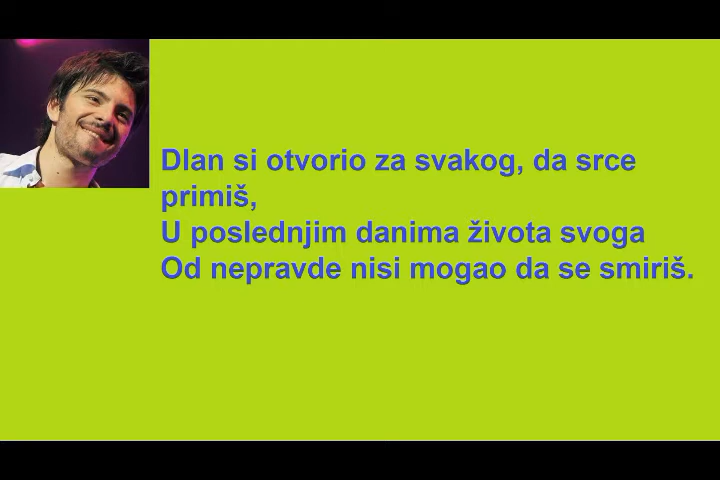 Dlan si otvorio za svakog, da srce
primiš,
U poslednjim danima života svoga
Od nepravde nisi mogao da se smiriš.